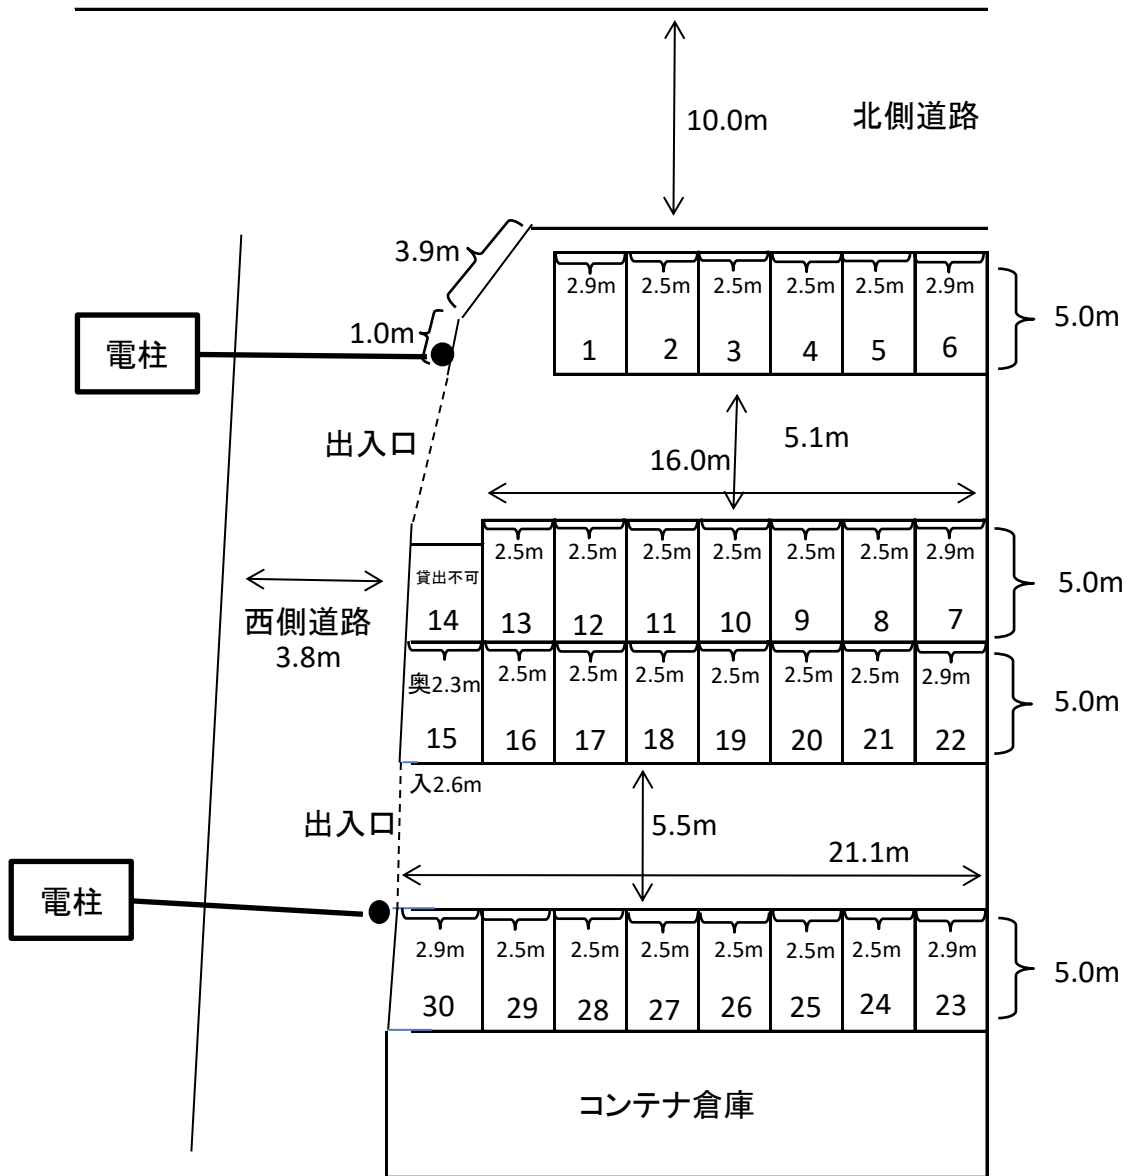 10.0m
北側道路
3.9m
1.0m
電柱
2.9m 2.5m 2.5m 2.5m 2.5m 2.9m
1 2 3 4 5 6
5.0m
出入口
5.1m
16.0m
2.5m 2.5m 2.5m 2.5m 2.5m 2.5m 2.9m
貸出不可
14 13 12 11 10 9 8 7
5.0m
西側道路
3.8m
奥2.3m 2.5m 2.5m 2.5m 2.5m 2.5m 2.5m 2.9m
15 16 17 18 19 20 21 22
5.0m
入2.6m
出入口
5.5m
21.1m
電柱
2.9m 2.5m 2.5m 2.5m 2.5m 2.5m 2.5m 2.9m
30 29 28 27 26 25 24 23
5.0m
コンテナ倉庫